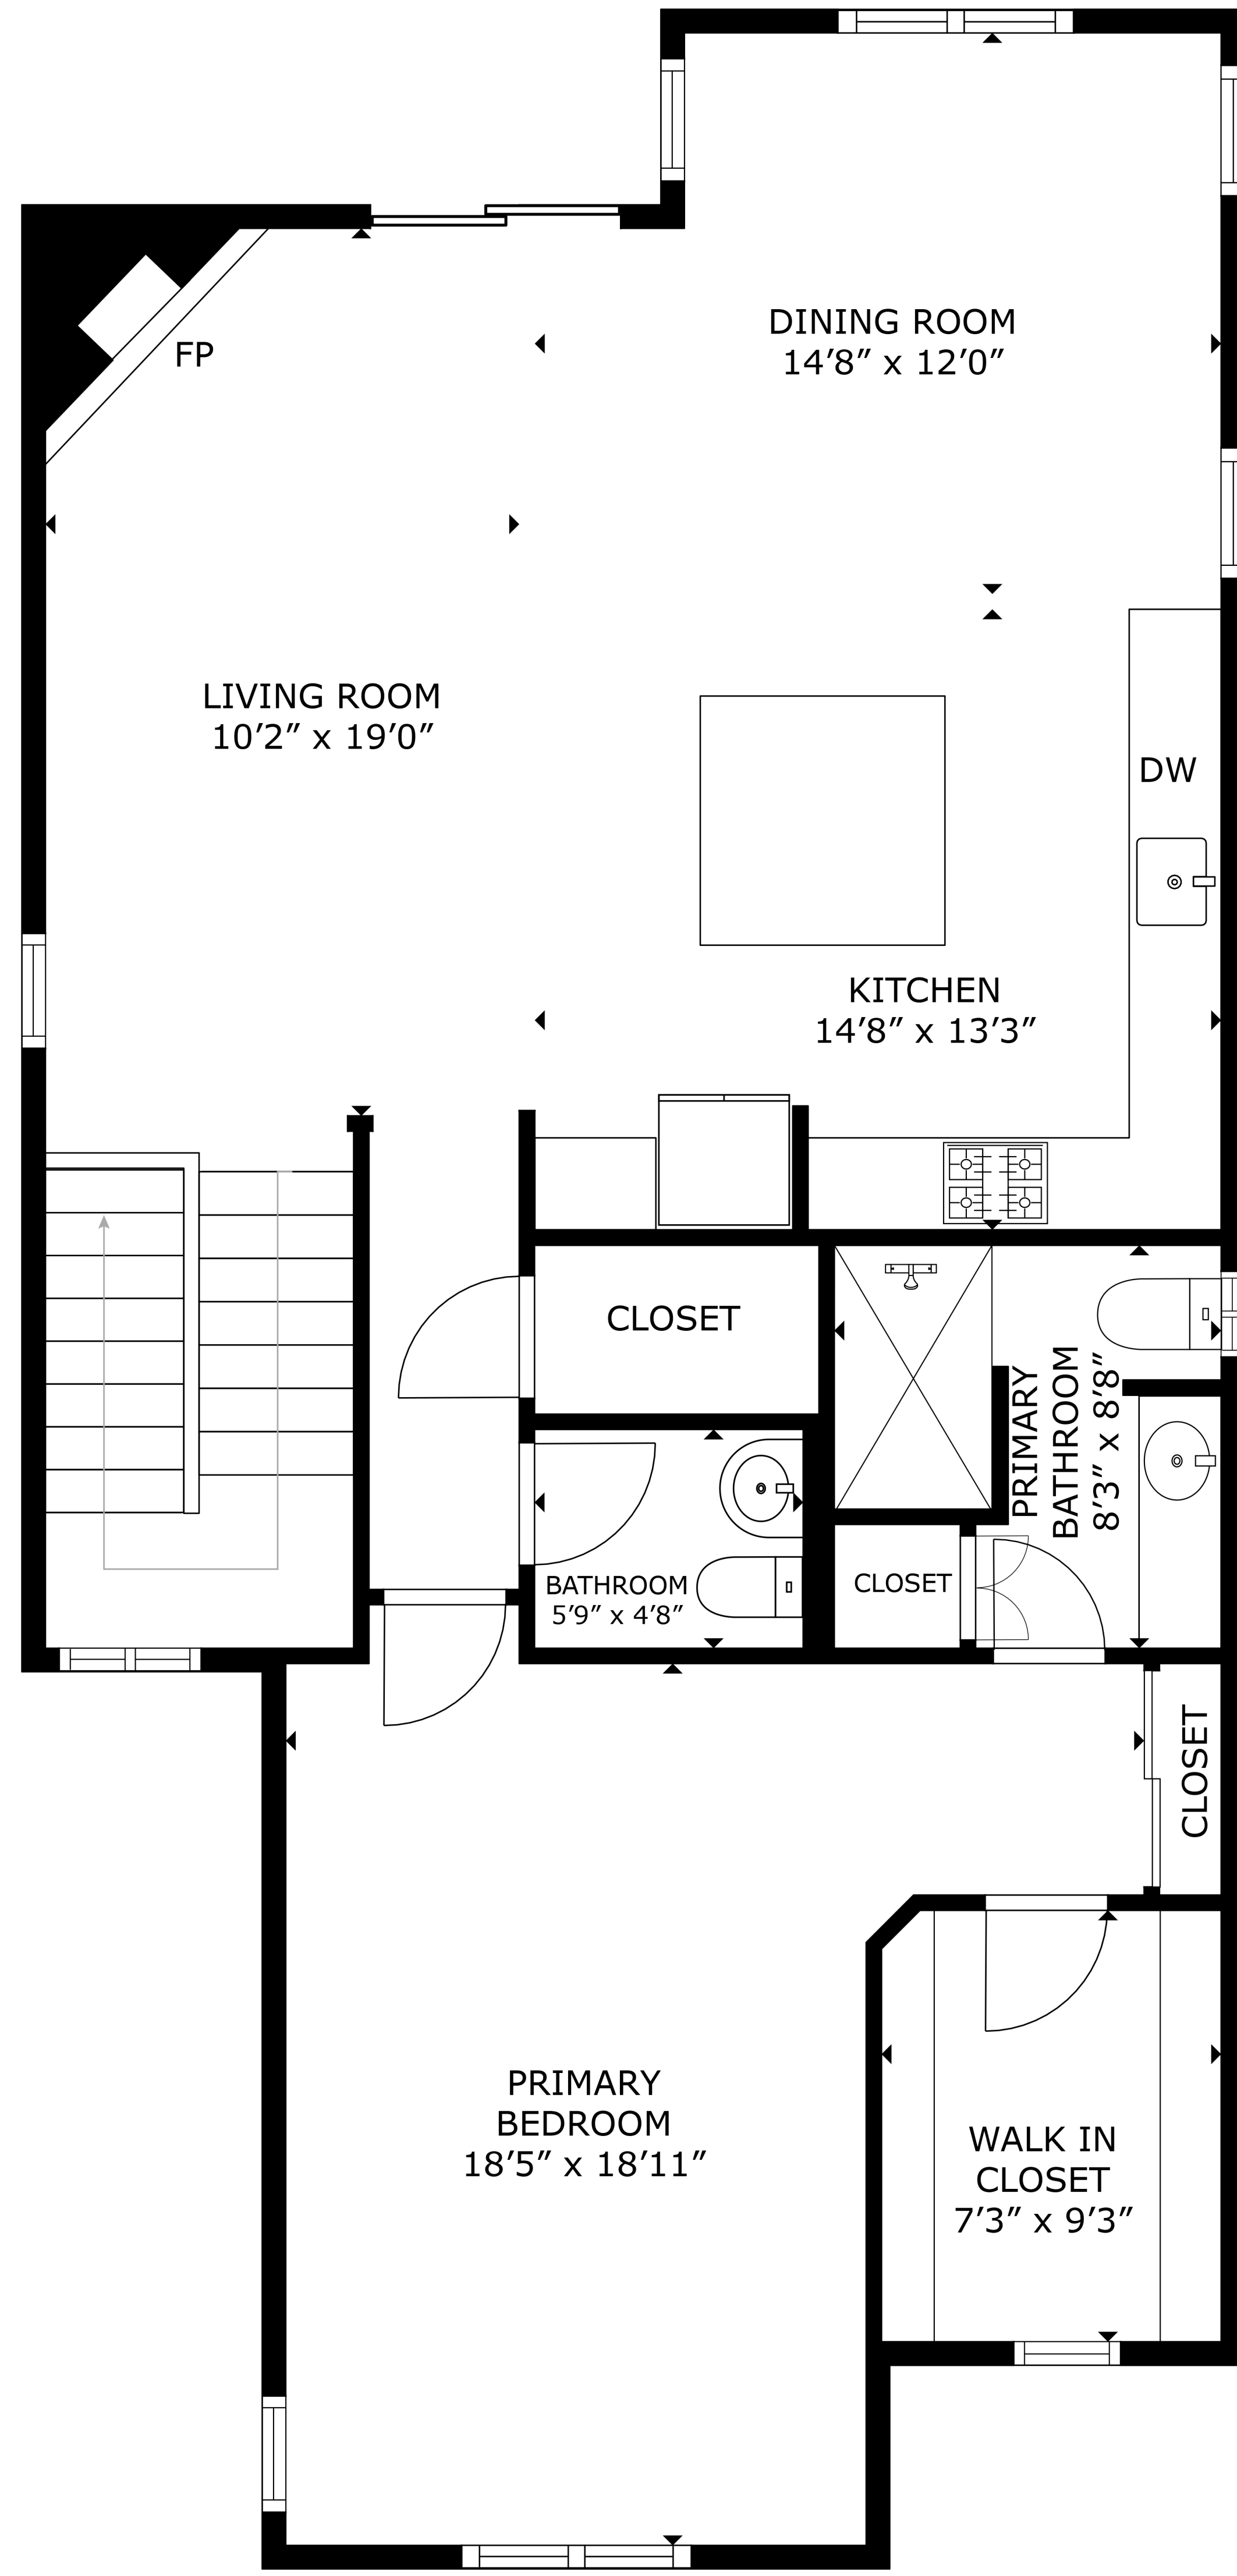 DINING ROOM
14′8″ x 12′0″
FP
LIVING ROOM
10′2″ x 19′0″
DW
KITCHEN
14′8″ x 13′3″
CLOSET
PRIMARY
BATHROOM
8′3″ x 8′8″
BATHROOM
5′9″ x 4′8″
CLOSET
CLOSET
PRIMARY
BEDROOM
18′5″ x 18′11″
WALK IN
CLOSET
7′3″ x 9′3″